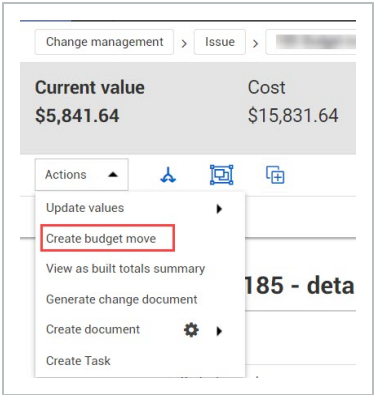 Change management > Issue >
Current value Cost
$5,841.64 $15,831.64
Actions
Update values
Create budget move
View as built totals summary
185 - deta
Generate change document
Create document
Create Task